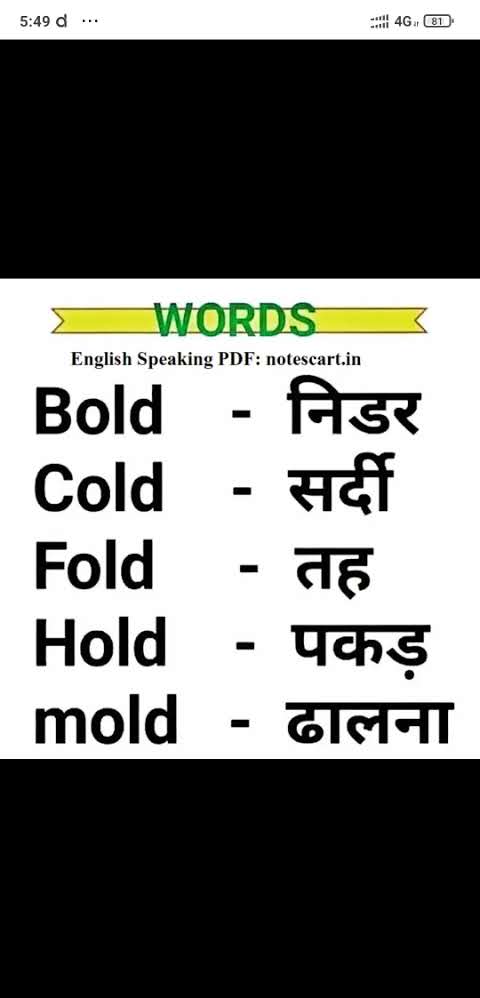 5:49 d ...
4G 81
WORDS
English Speaking PDF: notescart.in
Bold - निडर
Cold - सर्दी
Fold - तह
Hold - पकड़
mold - ढालना